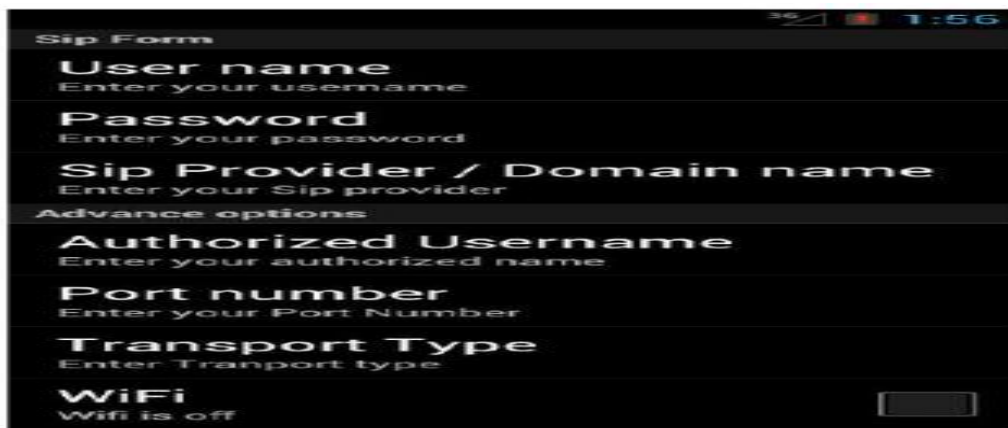 3G 1:56
Sip Form
User name
Enter your username
Password
Enter your password
Sip Provider / Domain name
Enter your Sip provider
Advance options
Authorized Username
Enter your authorized name
Port number
Enter your Port Number
Transport Type
Enter Tranport type
WiFi
Wifi is off